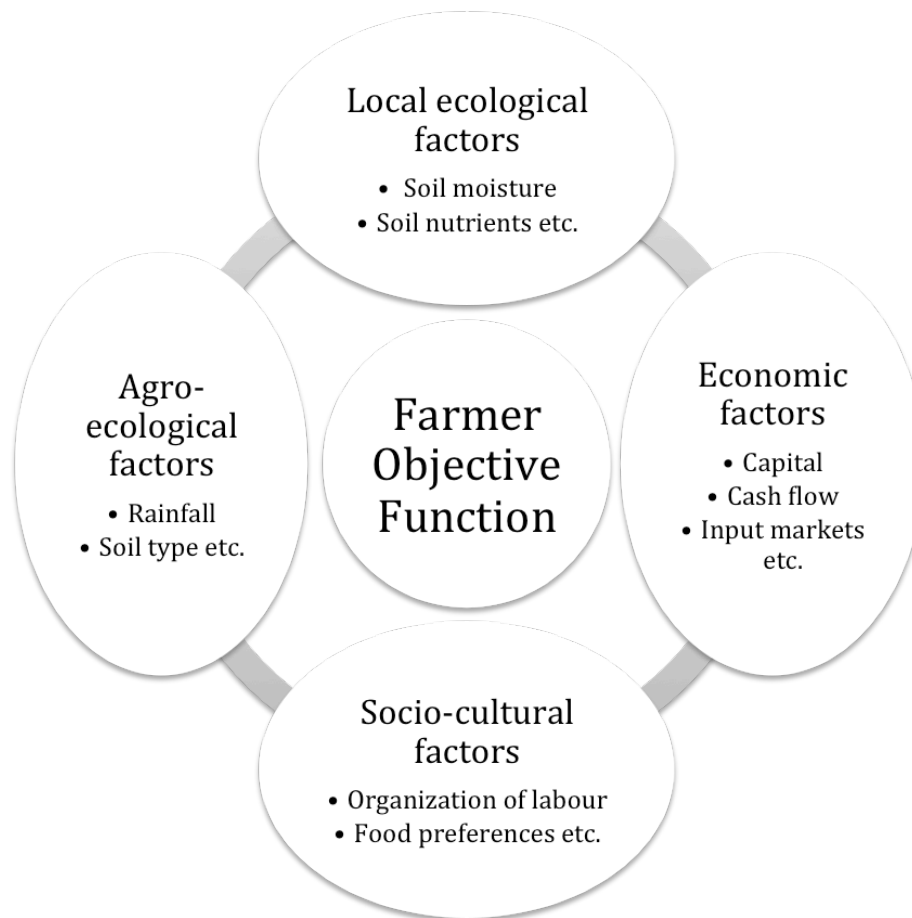 Local ecological
factors
• Soil moisture
• Soil nutrients etc.
Agro-
ecological
factors
• Rainfall
• Soil type etc.
Farmer
Objective
Function
Economic
factors
• Capital
• Cash flow
• Input markets
etc.
Socio-cultural
factors
• Organization of labour
• Food preferences etc.